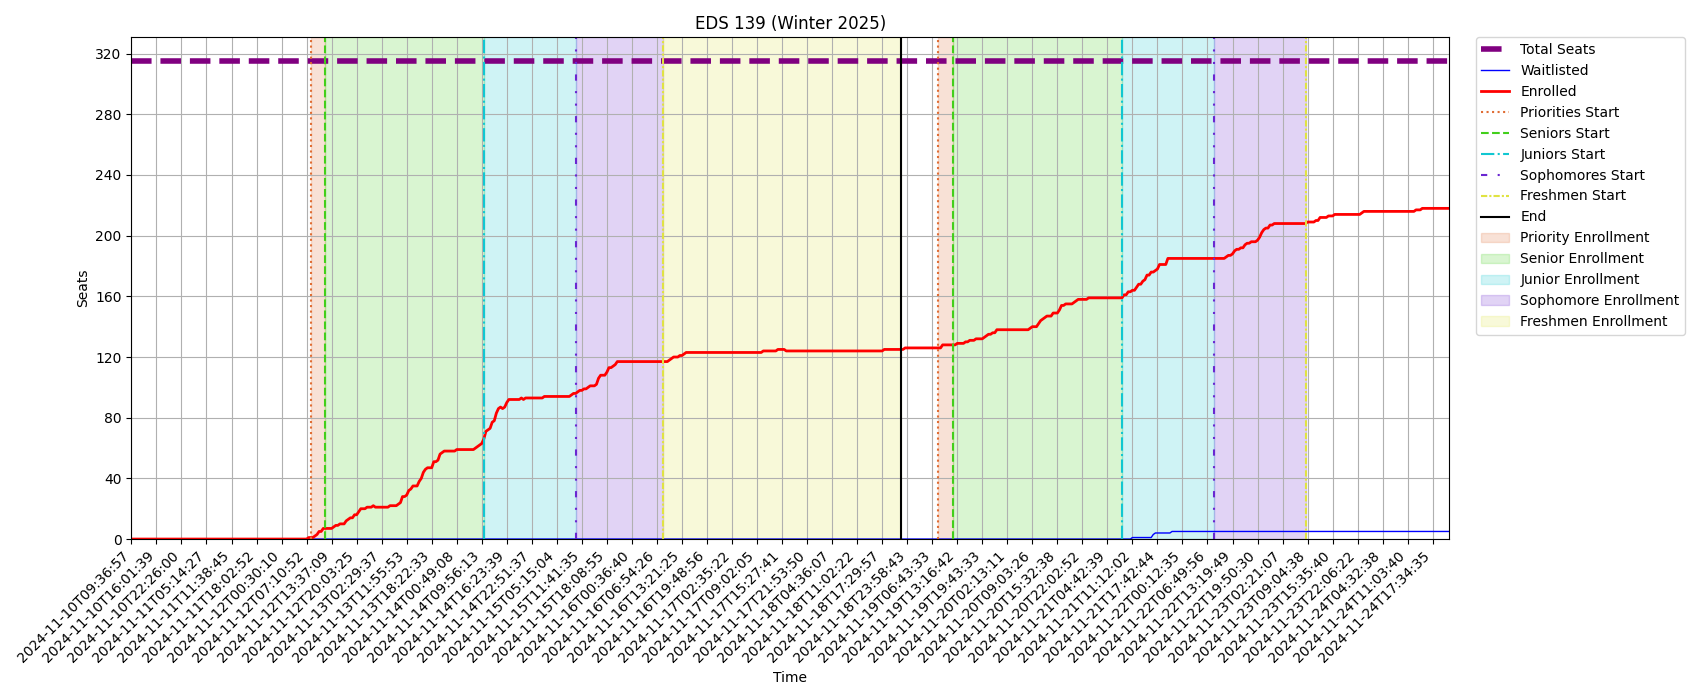 EDS 139 (Winter 2025)
Seats
320
280
240
200
160
120
80
40
0
2024-11-10T09:36:57
2024-11-10T16:01:39
2024-11-10T22:26:00
2024-11-11T05:14:27
2024-11-11T11:38:45
2024-11-11T18:02:52
2024-11-12T00:30:10
2024-11-12T07:10:52
2024-11-12T13:37:09
2024-11-12T20:03:25
2024-11-13T02:29:37
2024-11-13T11:55:53
2024-11-13T18:22:33
2024-11-14T00:49:08
2024-11-14T09:56:13
2024-11-14T16:23:39
2024-11-14T22:51:37
2024-11-15T05:15:04
2024-11-15T11:41:35
2024-11-15T18:08:55
2024-11-16T00:36:40
2024-11-16T06:54:26
2024-11-16T13:21:25
2024-11-16T19:48:56
2024-11-17T02:35:22
2024-11-17T09:02:05
2024-11-17T15:27:41
2024-11-17T21:53:50
2024-11-18T04:36:07
2024-11-18T11:02:22
2024-11-18T17:29:57
2024-11-18T23:58:43
2024-11-19T06:43:33
2024-11-19T13:16:42
2024-11-19T19:43:33
2024-11-20T02:13:11
2024-11-20T09:03:26
2024-11-20T15:32:38
2024-11-20T22:02:52
2024-11-21T04:42:39
2024-11-21T11:12:02
2024-11-21T17:42:44
2024-11-22T00:12:35
2024-11-22T06:49:56
2024-11-22T13:19:49
2024-11-22T19:50:30
2024-11-23T02:21:07
2024-11-23T09:04:38
2024-11-23T15:35:40
2024-11-23T22:06:22
2024-11-24T04:32:38
2024-11-24T11:03:40
2024-11-24T17:34:35
Time
Total Seats
Waitlisted
Enrolled
Priorities Start
Seniors Start
Juniors Start
Sophomores Start
Freshmen Start
End
Priority Enrollment
Senior Enrollment
Junior Enrollment
Sophomore Enrollment
Freshmen Enrollment